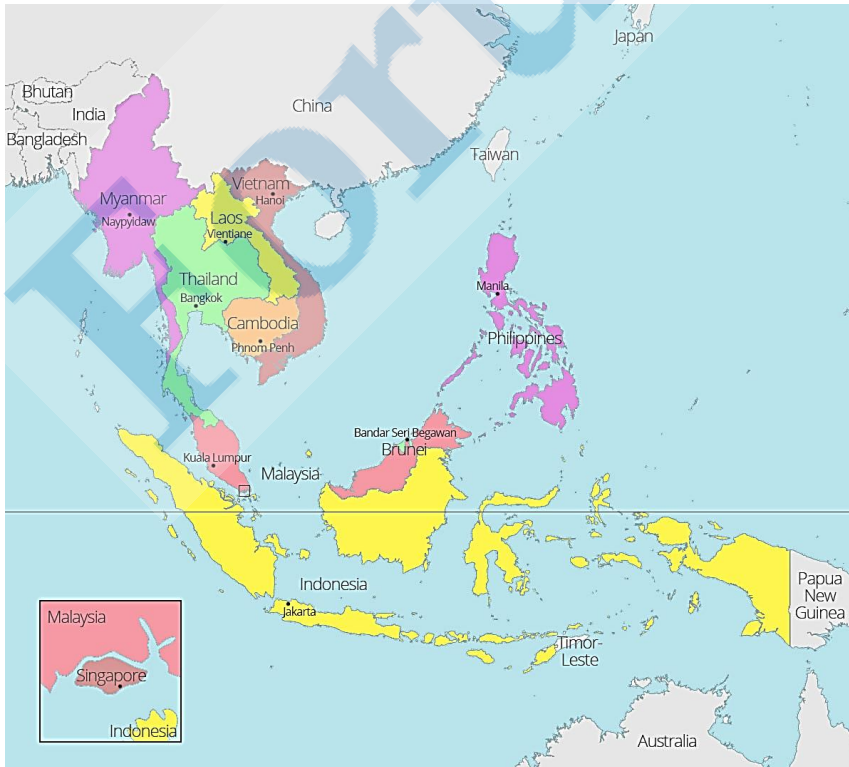 Japan
Bhutan
India
China
Bangladesh
Taiwan
Vietnam
Hanoi
Myanmar
Naypyidaw
Laos
Vientiane
Thailand
Bangkok
Manila
Cambodia
Phnom Penh
Philippines
Bandar Seri Begawan
Brunei
Kuala Lumpur
Malaysia
Indonesia
Jakarta
Papua
New
Guinea
Timor-
Leste
Malaysia
Singapore
Indonesia
Australia